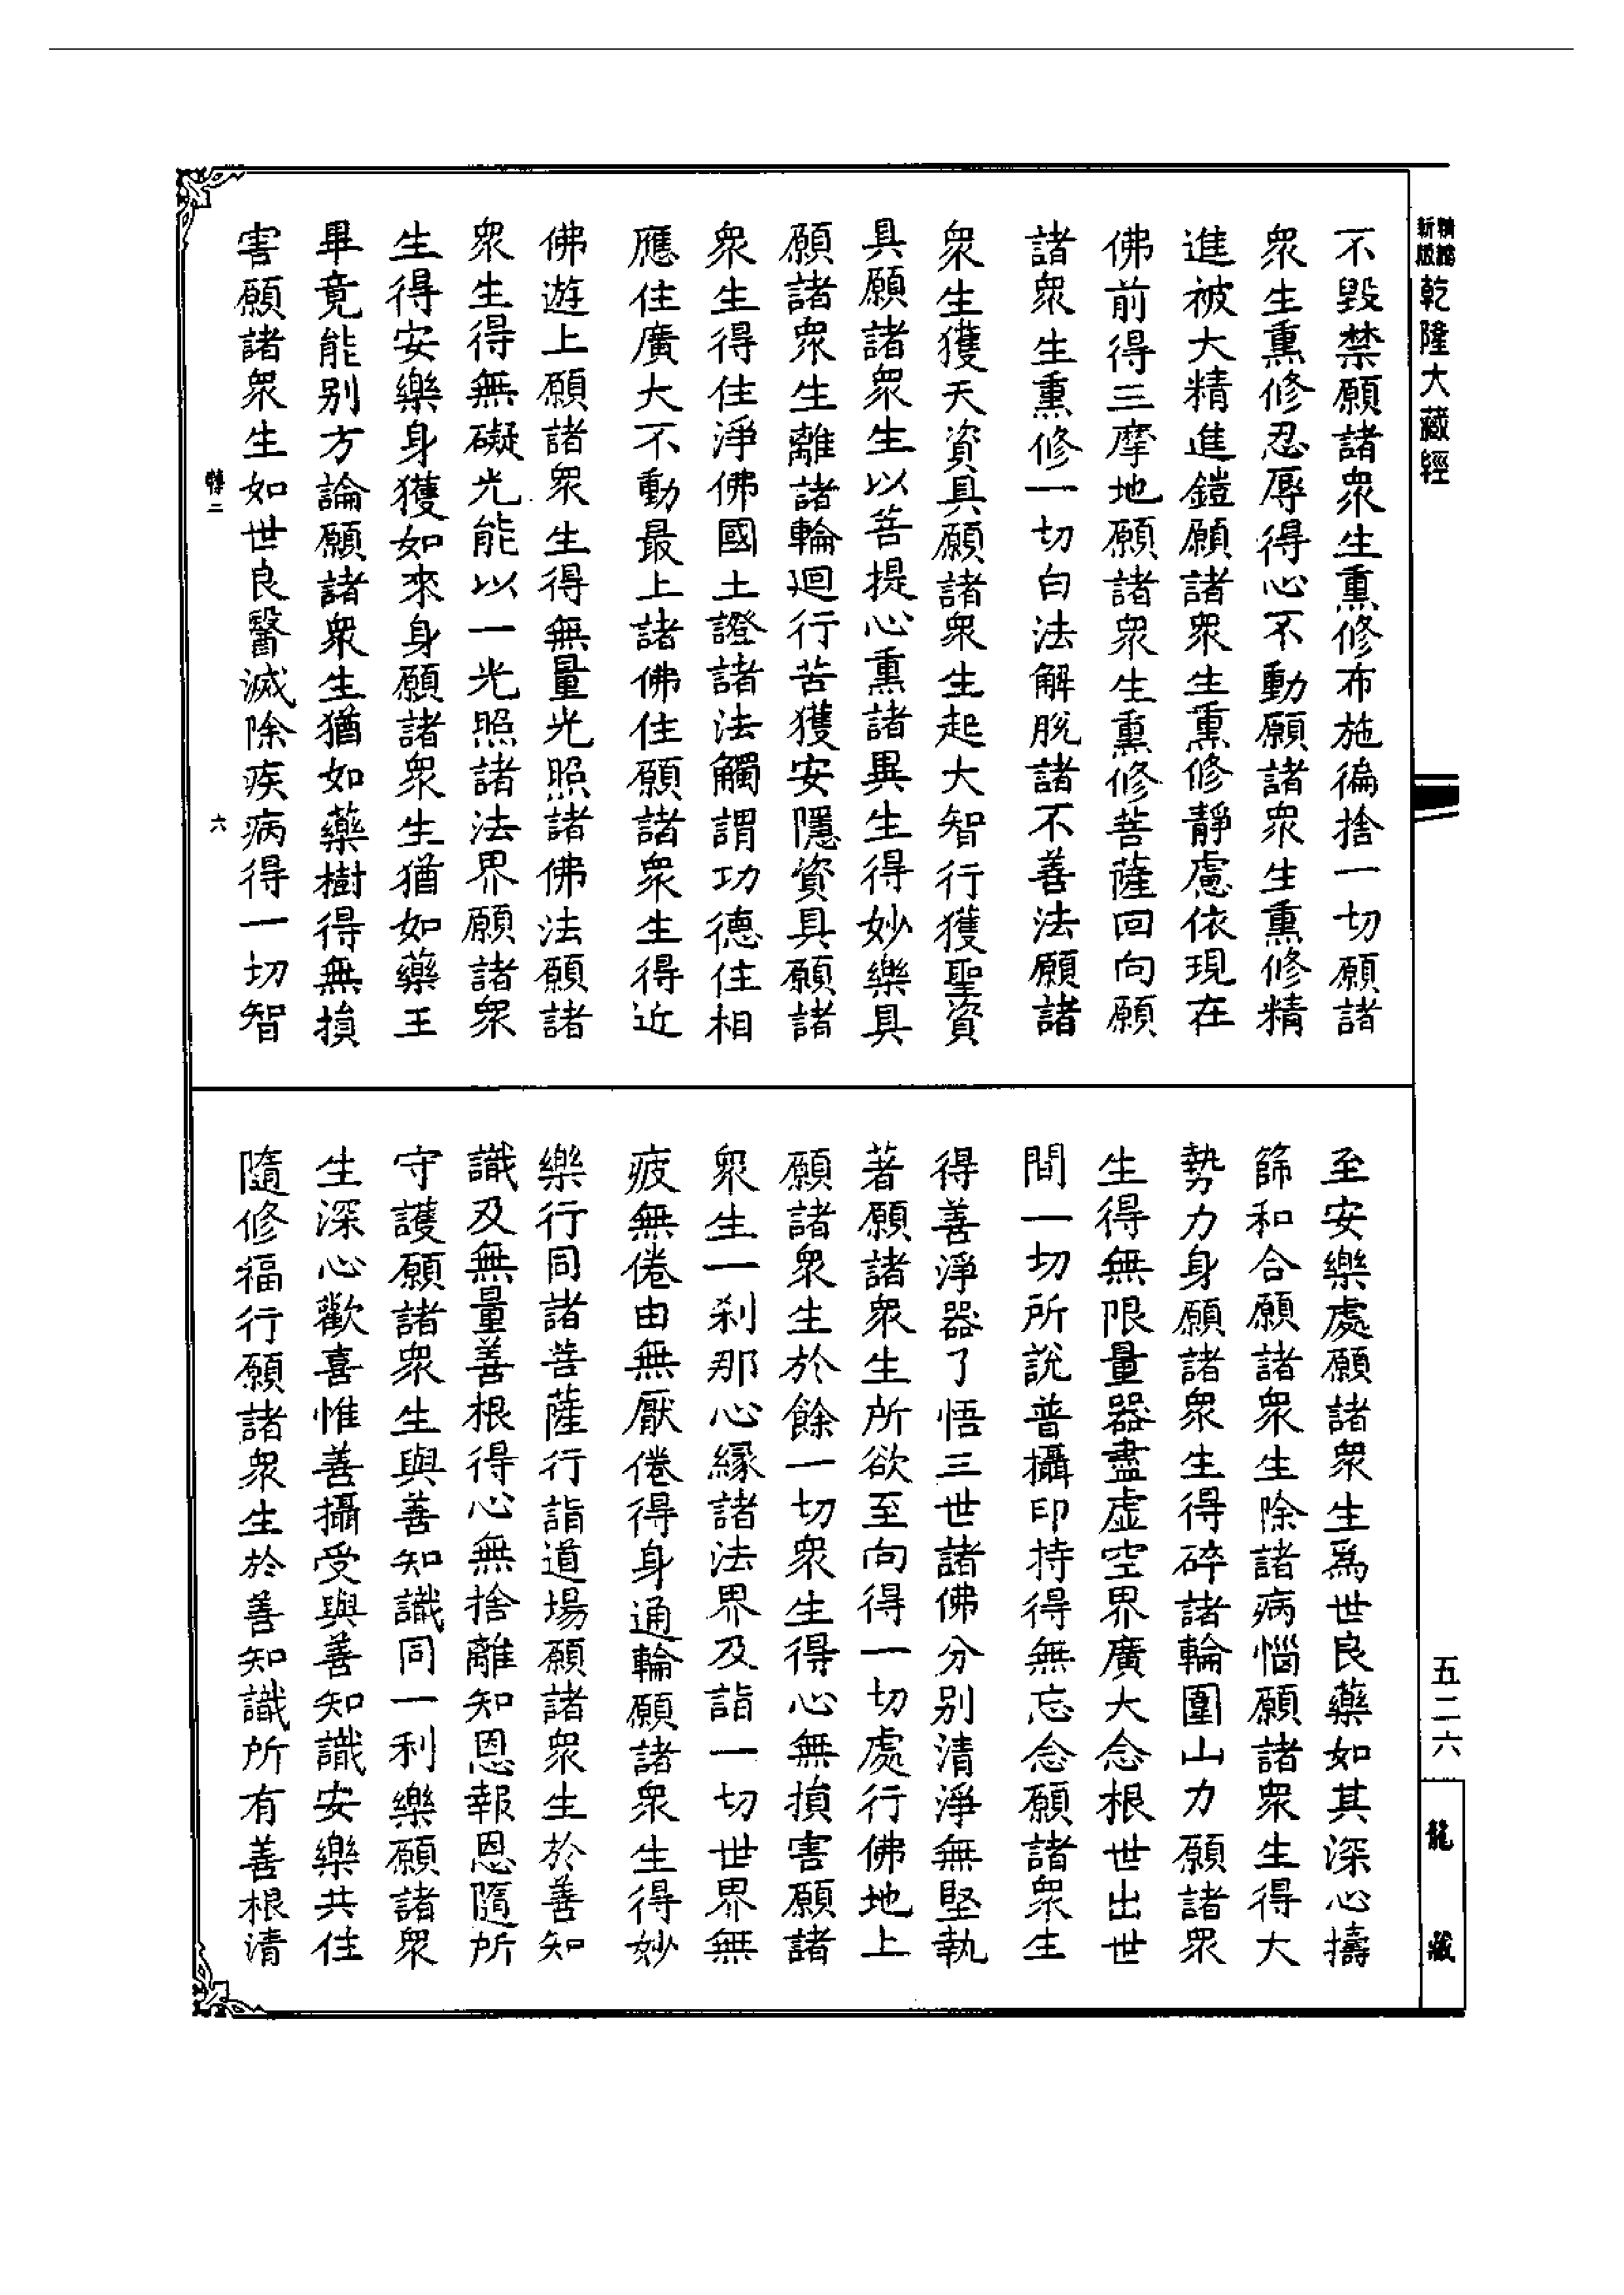 新版
精縮
乾隆大藏經
不毀禁願諸衆生熏修布施徧捨一切願諸
衆生熏修忍辱得心不動願諸衆生熏修精
進被大精進鎧願諸衆生熏修靜慮依現在
佛前得三摩地願諸衆生熏修菩薩回向願
諸衆生熏修一切白法解脫諸不善法願諸
衆生獲天資具願諸衆生起大智行獲聖資
具願諸衆生以菩提心熏諸異生得妙樂具
願諸衆生離諸輪迴行苦獲安隱資具願諸
衆生得住淨佛國土證諸法觸謂功德住相
應住廣大不動最上諸佛住願諸衆生得近
佛遊上願諸衆生得無量光照諸佛法願諸
衆生得無礙光能以一光照諸法界願諸衆
生得安樂身獲如來身願諸衆生猶如藥王
畢竟能别方論願諸衆生猶如藥樹得無損
害願諸衆生如世良醫滅除疾病得一切智
二
六
至安樂處願諸衆生爲世良藥如其深心擣
篩和合願諸衆生除諸病惱願諸衆生得大
勢力身願諸衆生得碎諸輪圍山力願諸衆
生得無限量器盡虛空界廣大念根世出世
間一切所說普攝印持得無忘念願諸衆生
得善淨器了悟三世諸佛分别清淨無堅執
著願諸衆生所欲至向得一切處行佛地上
願諸衆生於餘一切衆生得心無損害願諸
衆生一刹那心緣諸法界及詣一切世界無
疲無倦由無厭倦得身通輪願諸衆生得妙
樂行同諸菩薩行詣道場願諸衆生於善知
識及無量善根得心無捨離知恩報恩隨所
守護願諸衆生與善知識同一利樂願諸衆
生深心歡喜惟善攝受與善知識安樂共住
隨修福行願諸衆生於善知識所有善根清
五二六
龍藏